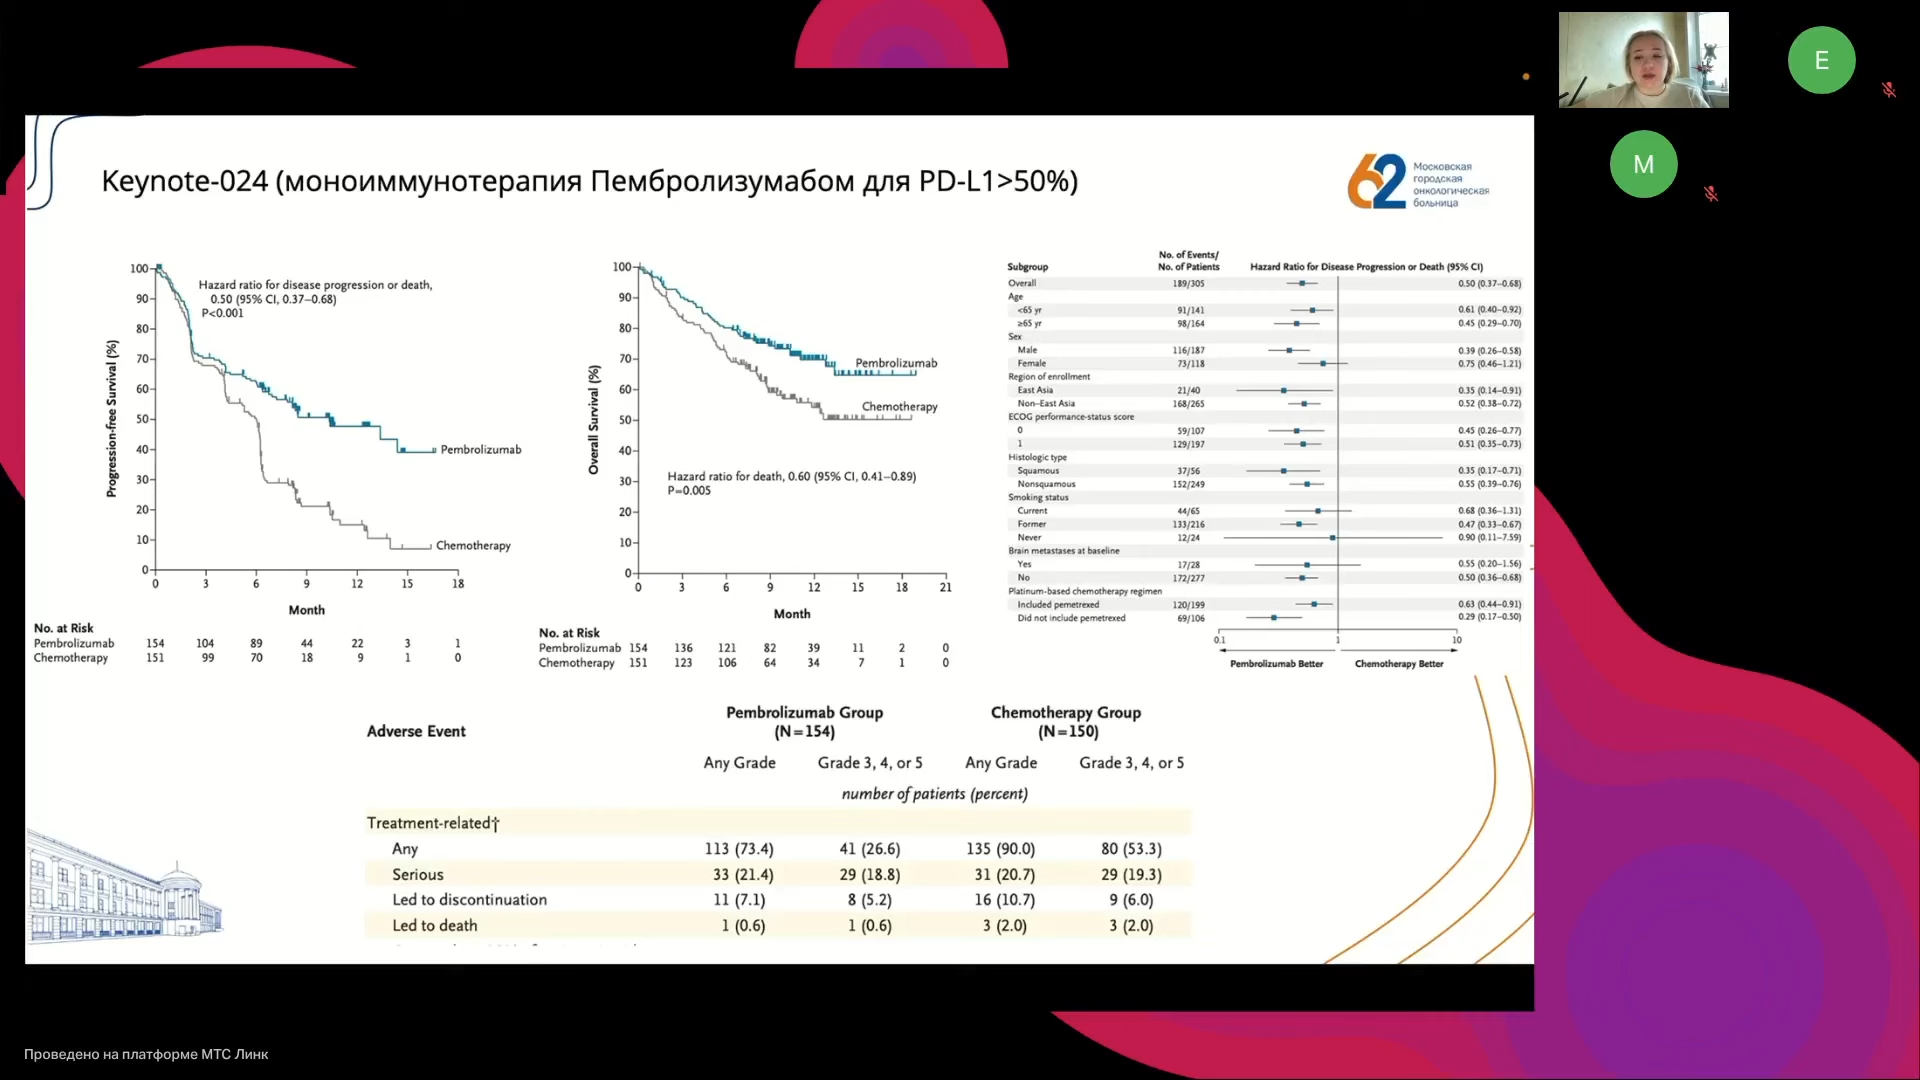 E
M
Keynote-024 (моноиммунотерапия Пембролизумабом для PD-L1>50%)
62
Московская
городская
онкологическая
больница
Progression-free Survival (%)
100
90
80
70
60
50
40
30
20
10
0
Hazard ratio for disease progression or death,
0.50 (95% CI, 0.37–0.68)
P<0.001
Pembrolizumab
Chemotherapy
0 3 6 9 12 15 18
Month
No. at Risk
Pembrolizumab 154 104 89 44 22 3 1
Chemotherapy 151 99 70 18 9 1 0
Overall Survival (%)
100
90
80
70
60
50
40
30
20
10
0
Pembrolizumab
Chemotherapy
Hazard ratio for death, 0.60 (95% CI, 0.41–0.89)
P=0.005
0 3 6 9 12 15 18 21
Month
No. at Risk
Pembrolizumab 154 136 121 82 39 11 2 0
Chemotherapy 151 123 106 64 34 7 1 0
No. of Events/
Subgroup No. of Patients Hazard Ratio for Disease Progression or Death (95% CI)
Overall 189/305 0.50 (0.37–0.68)
Age
<65 yr 91/141 0.61 (0.40–0.92)
≥65 yr 98/164 0.45 (0.29–0.70)
Sex
Male 116/187 0.39 (0.26–0.58)
Female 73/118 0.75 (0.46–1.21)
Region of enrollment
East Asia 21/40 0.35 (0.14–0.91)
Non–East Asia 168/265 0.52 (0.38–0.72)
ECOG performance-status score
0 59/107 0.45 (0.26–0.77)
1 129/197 0.51 (0.35–0.73)
Histologic type
Squamous 37/56 0.35 (0.17–0.71)
Nonsquamous 152/249 0.55 (0.39–0.76)
Smoking status
Current 44/65 0.68 (0.36–1.31)
Former 133/216 0.47 (0.33–0.67)
Never 12/24 0.90 (0.11–7.59)
Brain metastases at baseline
Yes 17/28 0.55 (0.20–1.56)
No 172/277 0.50 (0.36–0.68)
Platinum-based chemotherapy regimen
Included pemetrexed 120/199 0.63 (0.44–0.91)
Did not include pemetrexed 69/106 0.29 (0.17–0.50)
0.1 1 10
Pembrolizumab Better Chemotherapy Better
Adverse Event
Pembrolizumab Group
(N=154)
Chemotherapy Group
(N=150)
Any Grade Grade 3, 4, or 5 Any Grade Grade 3, 4, or 5
number of patients (percent)
Treatment-related†
Any 113 (73.4) 41 (26.6) 135 (90.0) 80 (53.3)
Serious 33 (21.4) 29 (18.8) 31 (20.7) 29 (19.3)
Led to discontinuation 11 (7.1) 8 (5.2) 16 (10.7) 9 (6.0)
Led to death 1 (0.6) 1 (0.6) 3 (2.0) 3 (2.0)
Проведено на платформе МТС Линк